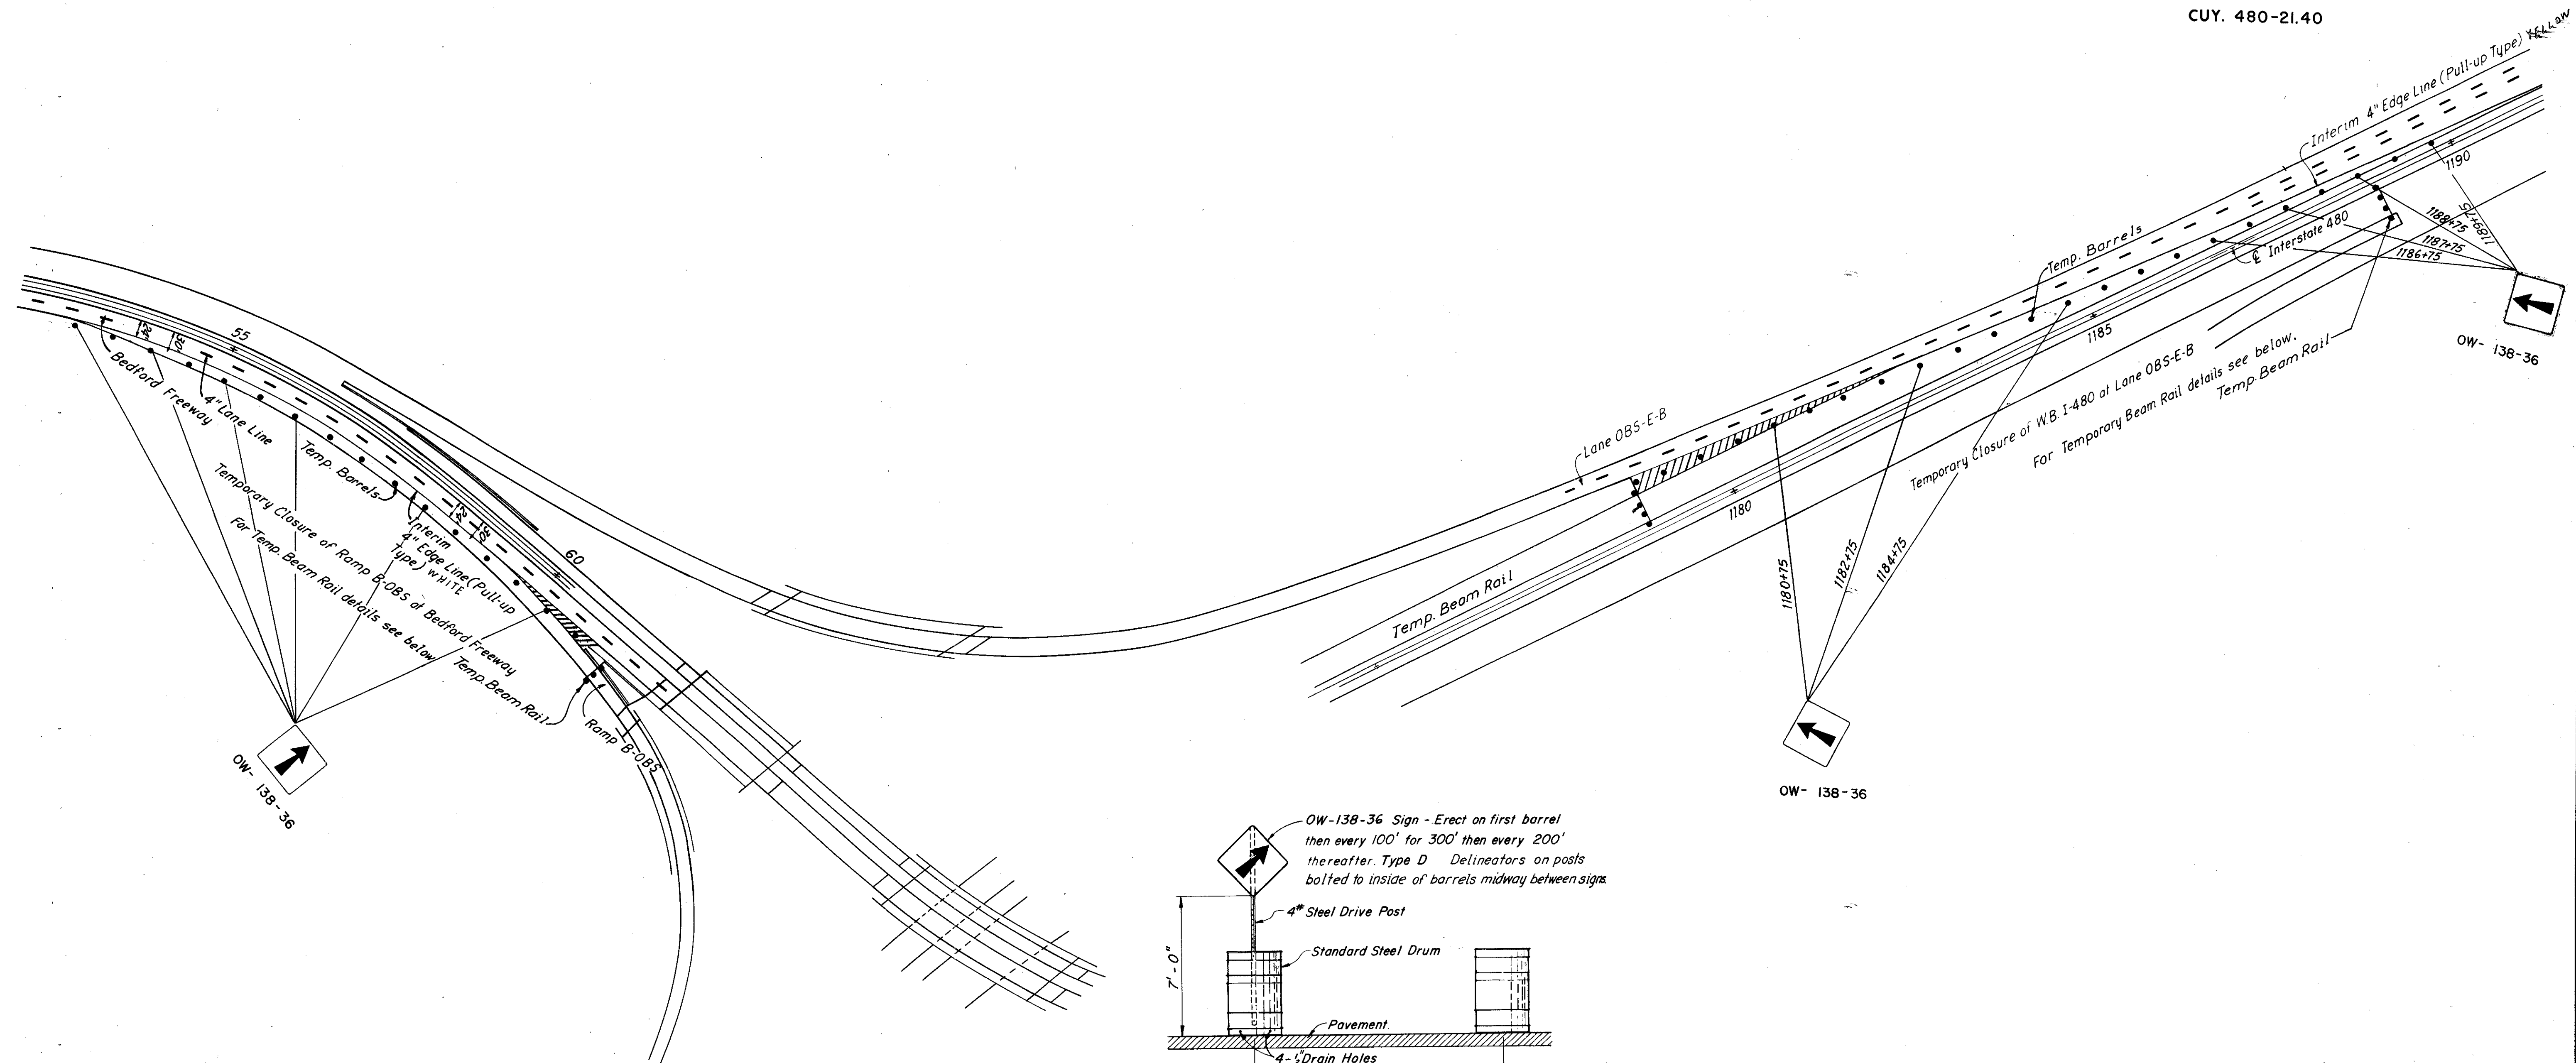 CUY. 480-21.40
Interim 4" Edge Line (Pull-up Type) YELLOW
1190
1189+75
1188+75
1187+75
1186+75
℄ Interstate 480
OW- 138-36
Temp. Barrels
1185
Temporary Closure of W.B. I-480 at Lane OBS-E-B
For Temporary Beam Rail details see below.
Temp. Beam Rail
Lane OBS-E-B
1180
1180+75
1182+75
1184+75
Temp. Beam Rail
OW- 138-36
55
24'
30'
Bedford Freeway
4" Lane Line
Temp. Barrels
Interim
4" Edge Line (Pull-up
Type) WHITE
24'
30'
60
Temporary Closure of Ramp B-OBS at Bedford Freeway
For Temp. Beam Rail details see below
Temp. Beam Rail
Ramp B-OBS
OW- 138-36
OW-138-36 Sign - Erect on first barrel
then every 100' for 300' then every 200'
thereafter. Type D Delineators on posts
bolted to inside of barrels midway between signs.
4# Steel Drive Post
Standard Steel Drum
7'-0"
Pavement
Drain Holes